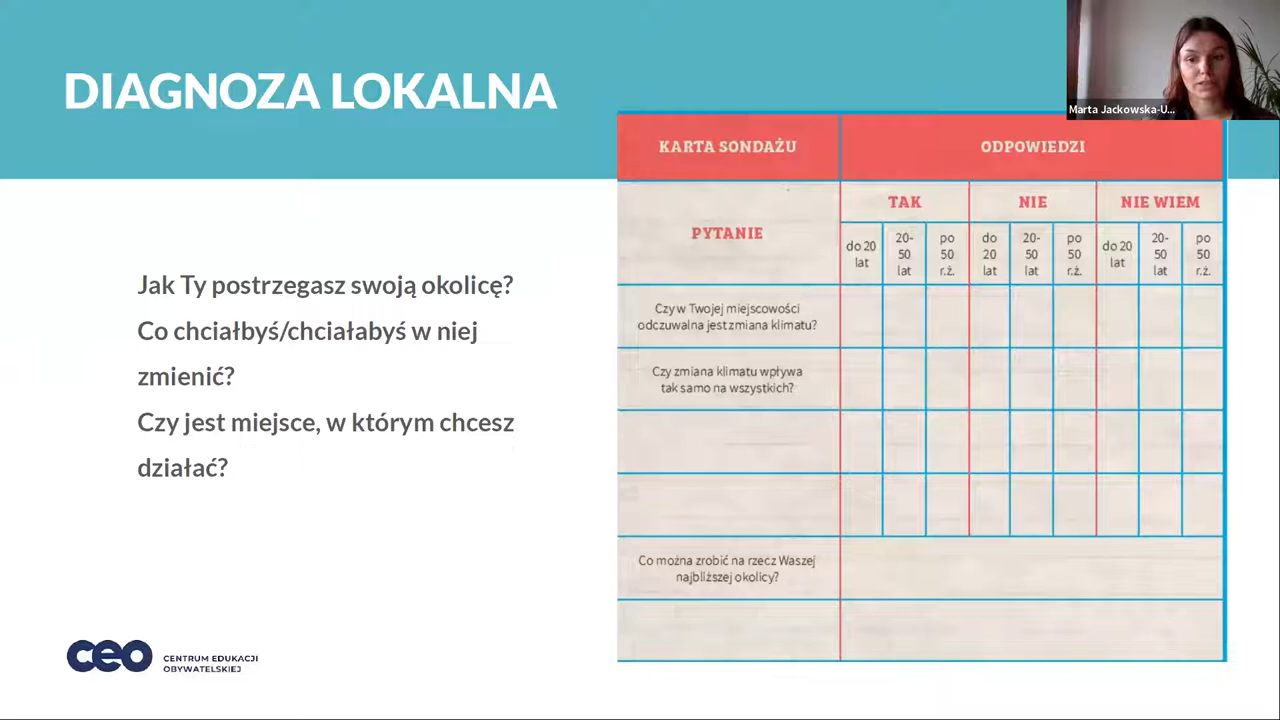 DIAGNOZA LOKALNA
Marta Jackowska-U...
Jak Ty postrzegasz swoją okolicę?
Co chciałbyś/chciałabyś w niej
zmienić?
Czy jest miejsce, w którym chcesz
działać?
KARTA SONDAŻU
ODPOWIEDZI
PYTANIE
TAK
NIE
NIE WIEM
do 20
lat
20-
50
lat
po
50
r.ż.
do
20
lat
20-
50
lat
po
50
r.ż.
do 20
lat
20-
50
lat
po
50
r.ż.
Czy w Twojej miejscowości
odczuwalna jest zmiana klimatu?
Czy zmiana klimatu wpływa
tak samo na wszystkich?
Co można zrobić na rzecz Waszej
najbliższej okolicy?
ceo
CENTRUM EDUKACJI
OBYWATELSKIEJ